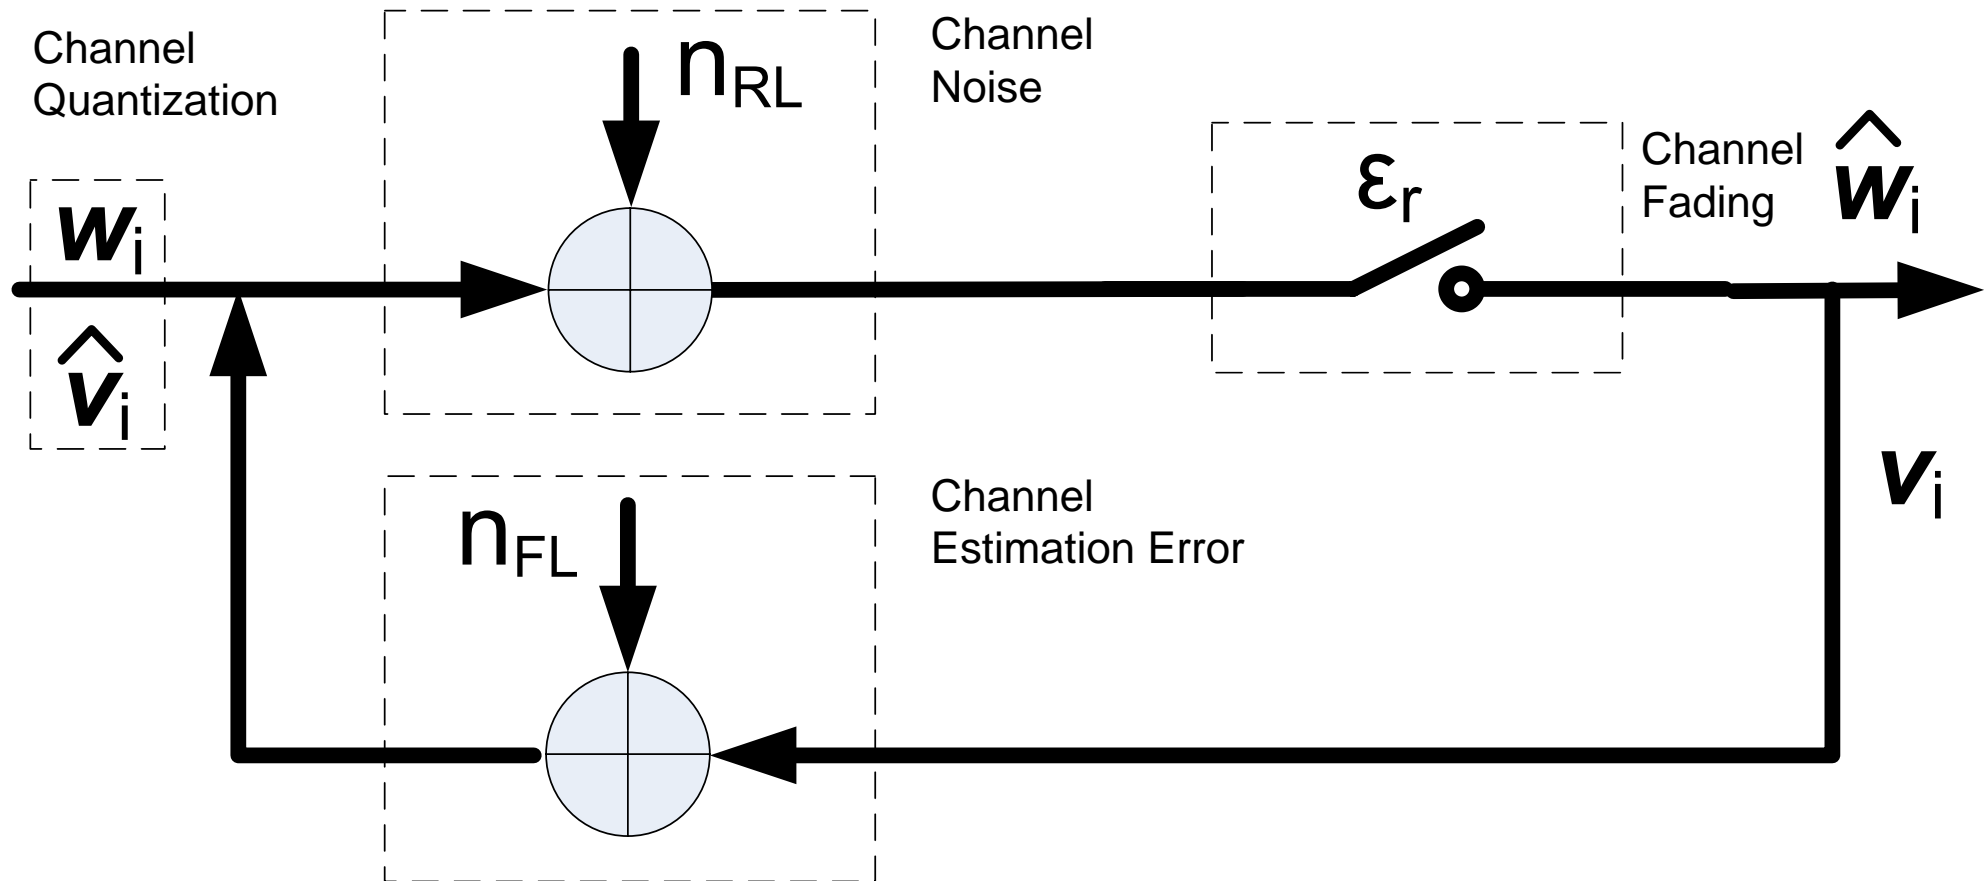 Channel
Quantization
n_RL
Channel
Noise
w_i
v̂_i
ε_r
Channel
Fading
ŵ_i
v_i
n_FL
Channel
Estimation Error